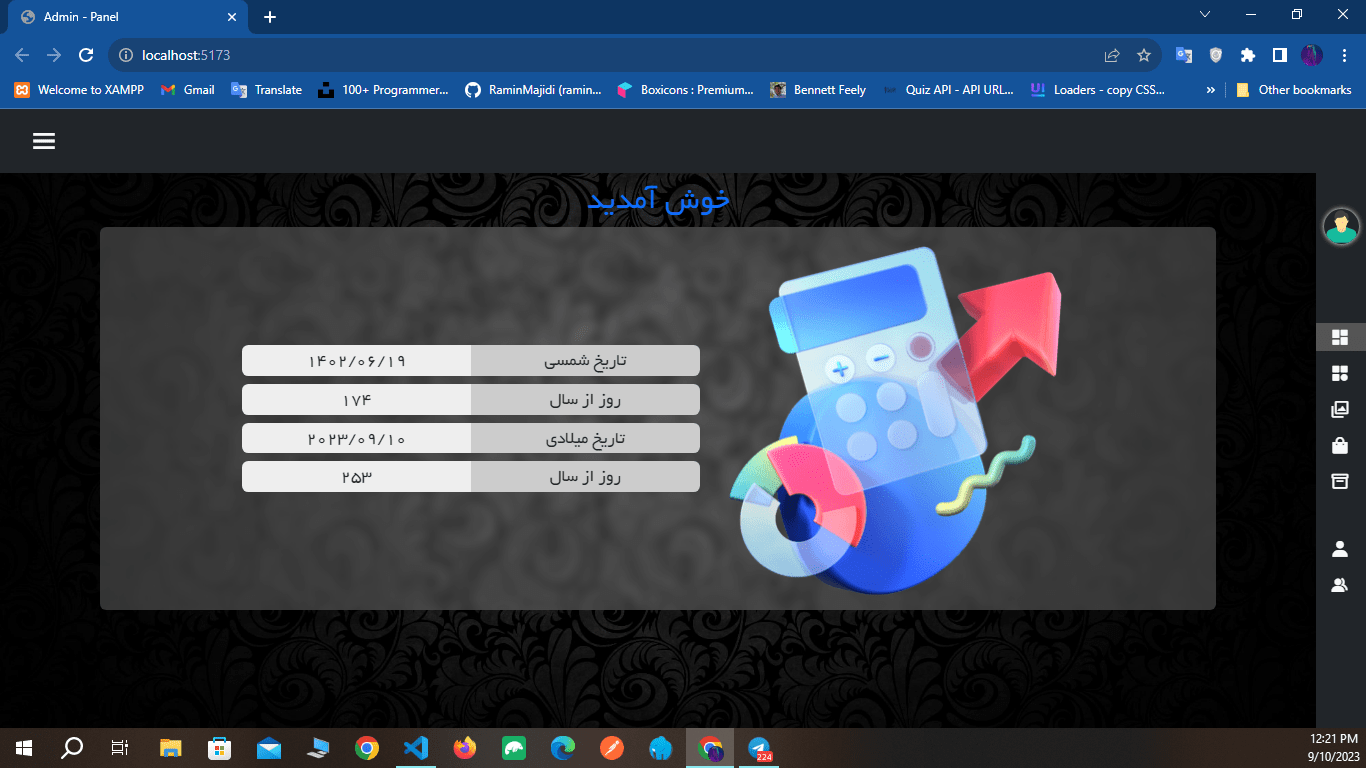 Admin - Panel
localhost:5173
Welcome to XAMPP
Gmail
Translate
100+ Programmer...
RaminMajidi (ramin...
Boxicons : Premium...
Bennett Feely
Quiz API - API URL...
Loaders - copy CSS...
»
Other bookmarks
خوش آمدید
تاریخ شمسی ۱۴۰۲/۰۶/۱۹
روز از سال ۱۷۴
تاریخ میلادی ۲۰۲۳/۰۹/۱۰
روز از سال ۲۵۳
224
12:21 PM
9/10/2023